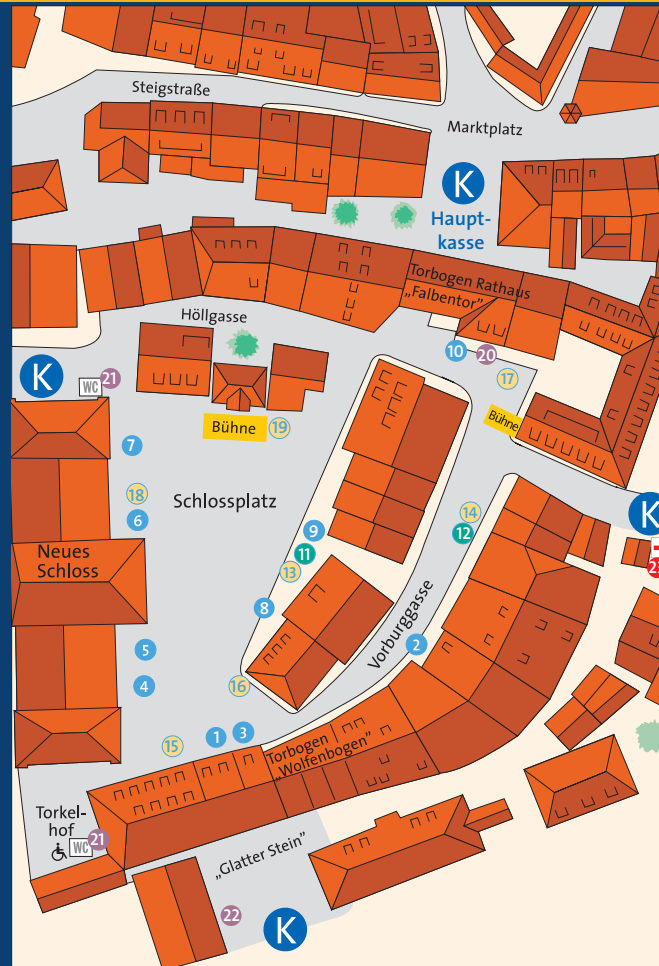 Steigstraße
Marktplatz
K
Haupt-
kasse
Torbogen Rathaus
„Falbentor"
Höllgasse
10
20
K
WC
21
17
Bühne
Bühne
19
7
18
6
Schlossplatz
14
12
K
9
11
13
Neues
Schloss
23
8
Vorburggasse
2
5
4
16
15
1
3
Torbogen
„Wolfenbogen"
Torkel-
hof
WC
21
„Glatter Stein"
22
K